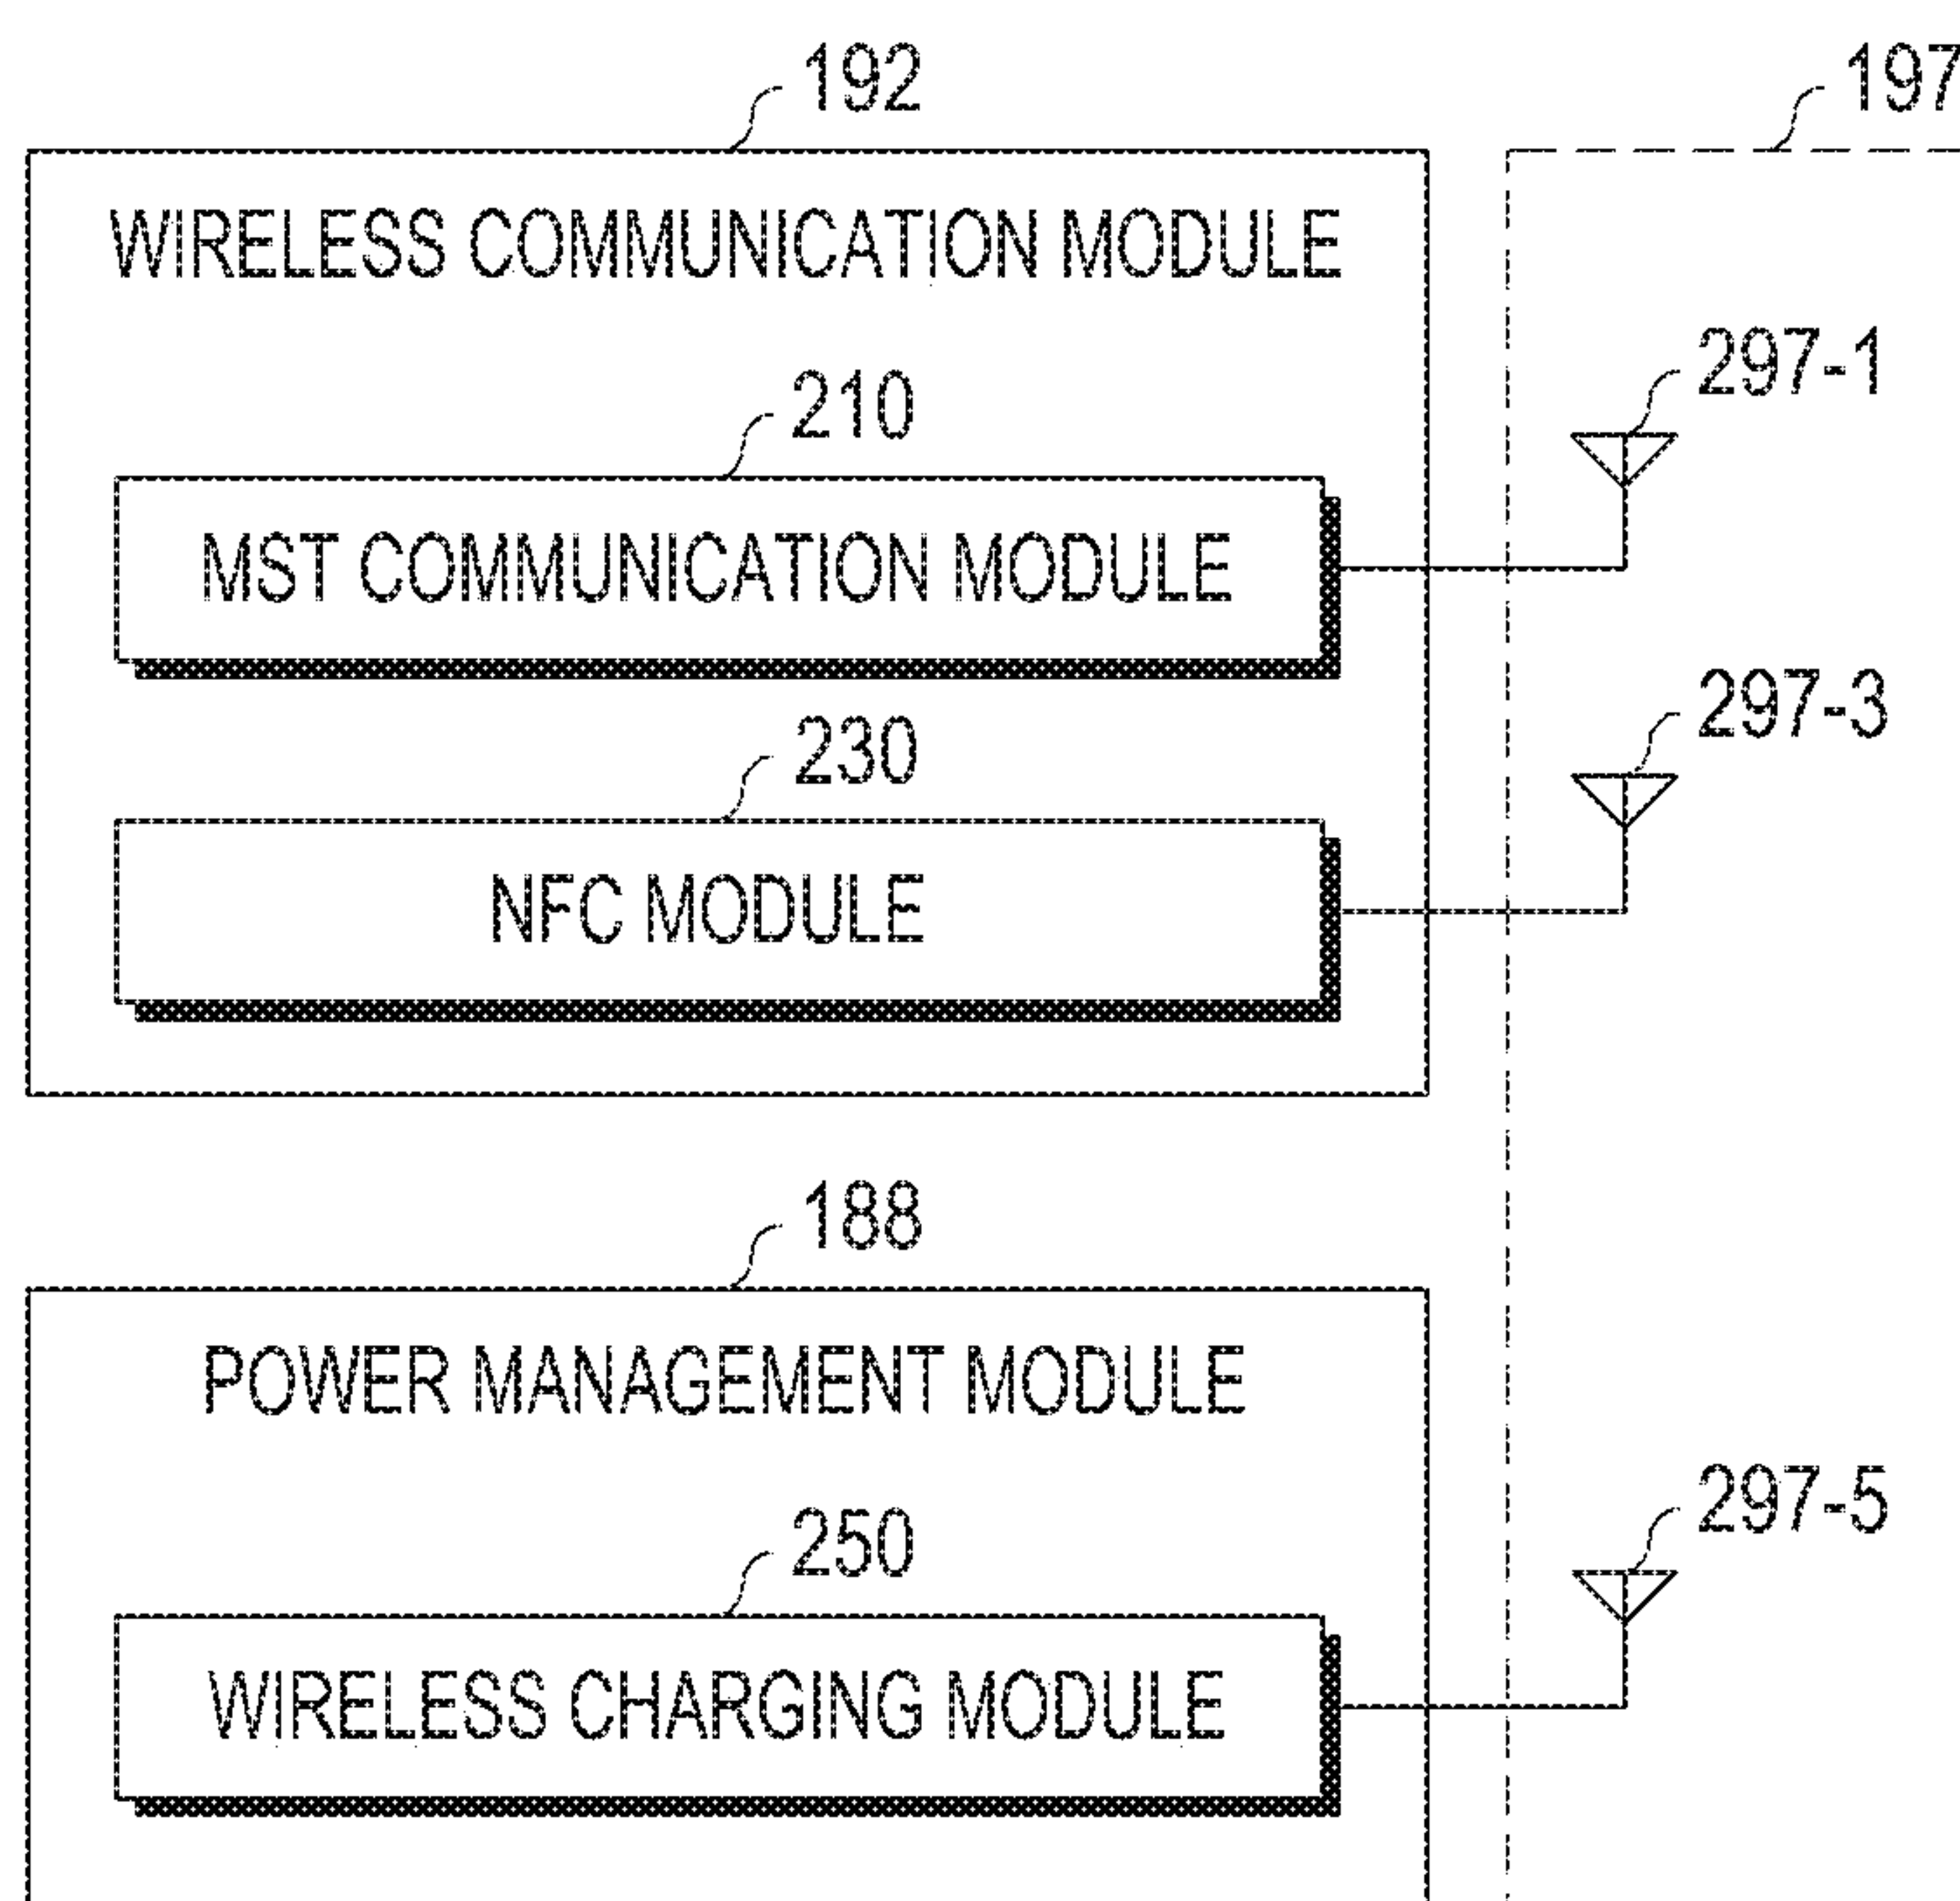 192
197
WIRELESS COMMUNICATION MODULE
297-1
210
MST COMMUNICATION MODULE
297-3
230
NFC MODULE
188
POWER MANAGEMENT MODULE
297-5
250
WIRELESS CHARGING MODULE